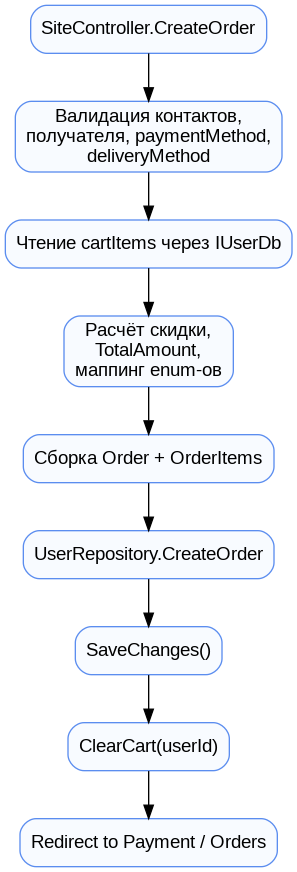 SiteController.CreateOrder
Валидация контактов,
получателя, paymentMethod,
deliveryMethod
Чтение cartItems через IUserDb
Расчёт скидки,
TotalAmount,
маппинг enum-ов
Сборка Order + OrderItems
UserRepository.CreateOrder
SaveChanges()
ClearCart(userId)
Redirect to Payment / Orders